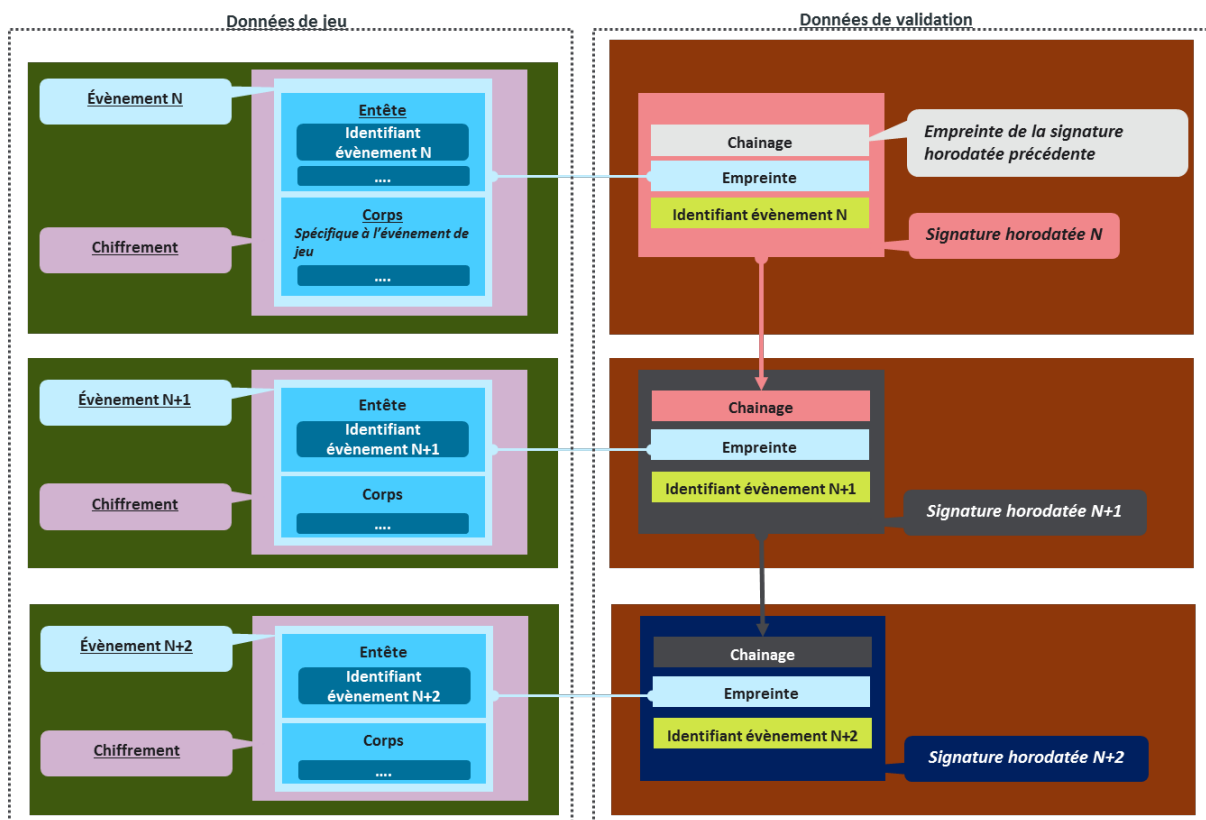 Données de jeu
Données de validation
Évènement N
Entête
Identifiant
évènement N
....
Corps
Spécifique à l'événement de
jeu
....
Chiffrement
Chainage
Empreinte
Identifiant évènement N
Empreinte de la signature
horodatée précédente
Signature horodatée N
Évènement N+1
Entête
Identifiant
évènement N+1
Corps
....
Chiffrement
Chainage
Empreinte
Identifiant évènement N+1
Signature horodatée N+1
Évènement N+2
Entête
Identifiant
évènement N+2
Corps
....
Chiffrement
Chainage
Empreinte
Identifiant évènement N+2
Signature horodatée N+2